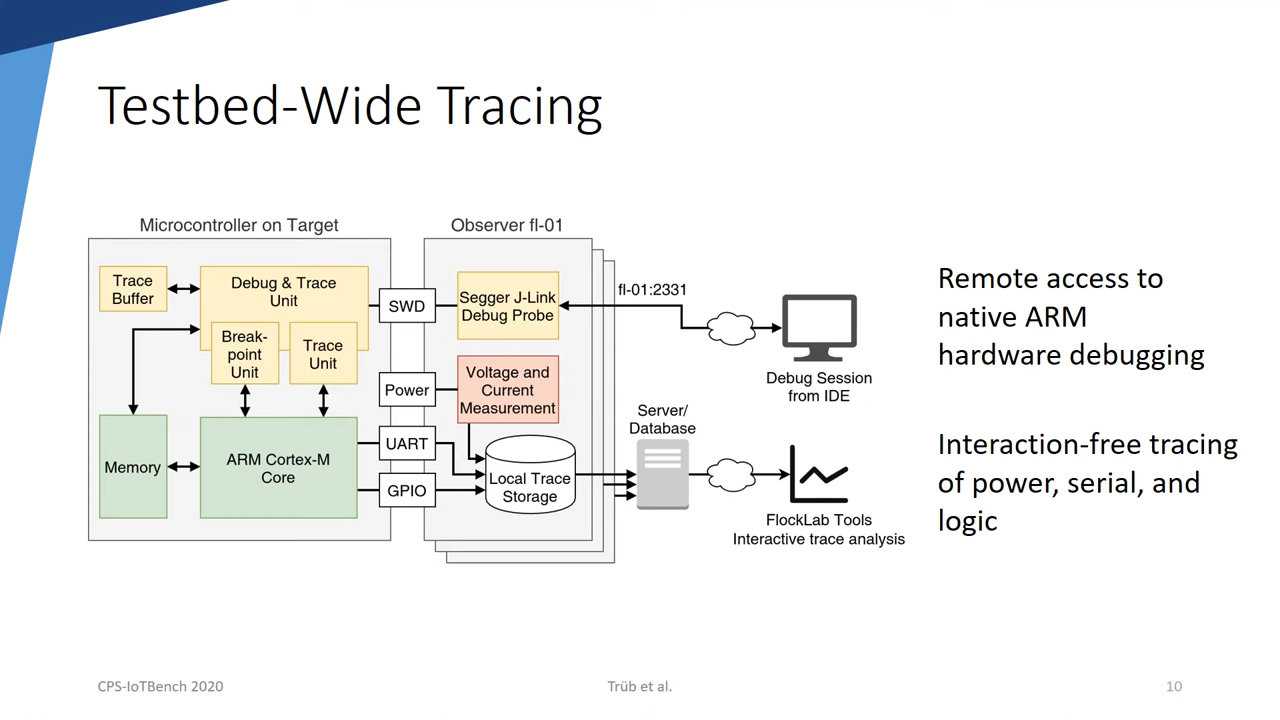 Testbed-Wide Tracing
Microcontroller on Target
Observer fl-01
Trace
Buffer
Debug & Trace
Unit
Break-
point
Unit
Trace
Unit
Memory
ARM Cortex-M
Core
SWD
Power
UART
GPIO
Segger J-Link
Debug Probe
Voltage and
Current
Measurement
Local Trace
Storage
fl-01:2331
Server/
Database
Debug Session
from IDE
FlockLab Tools
Interactive trace analysis
Remote access to
native ARM
hardware debugging
Interaction-free tracing
of power, serial, and
logic
CPS-IoTBench 2020
Trüb et al.
10